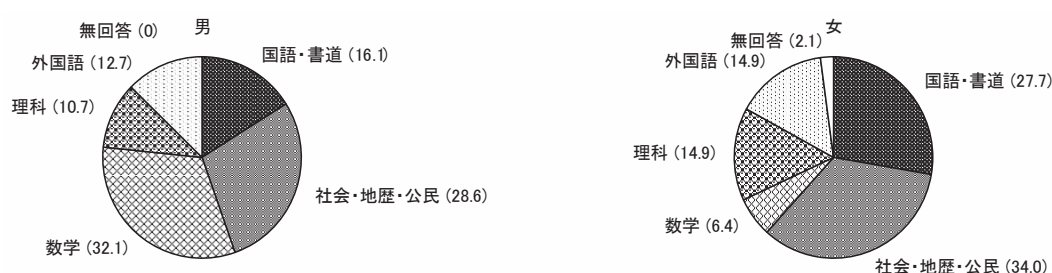 男
無回答 (0)
国語・書道 (16.1)
外国語 (12.7)
理科 (10.7)
社会・地歴・公民 (28.6)
数学 (32.1)
女
無回答 (2.1)
外国語 (14.9)
国語・書道 (27.7)
理科 (14.9)
数学 (6.4)
社会・地歴・公民 (34.0)